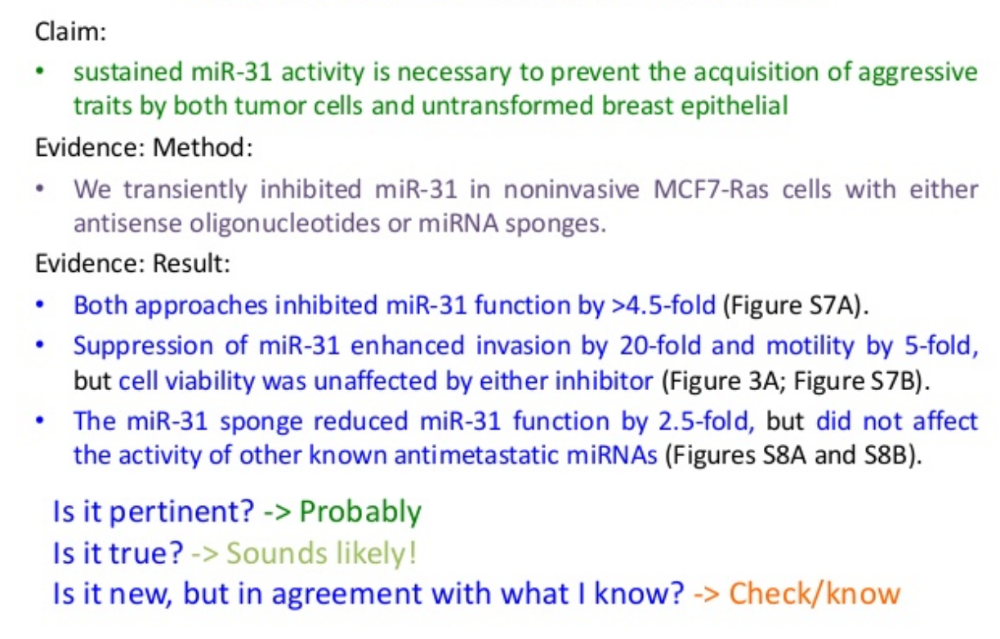 Claim:
• sustained miR-31 activity is necessary to prevent the acquisition of aggressive
traits by both tumor cells and untransformed breast epithelial
Evidence: Method:
• We transiently inhibited miR-31 in noninvasive MCF7-Ras cells with either
antisense oligonucleotides or miRNA sponges.
Evidence: Result:
• Both approaches inhibited miR-31 function by >4.5-fold (Figure S7A).
• Suppression of miR-31 enhanced invasion by 20-fold and motility by 5-fold,
but cell viability was unaffected by either inhibitor (Figure 3A; Figure S7B).
• The miR-31 sponge reduced miR-31 function by 2.5-fold, but did not affect
the activity of other known antimetastatic miRNAs (Figures S8A and S8B).
Is it pertinent? -> Probably
Is it true? -> Sounds likely!
Is it new, but in agreement with what I know? -> Check/know